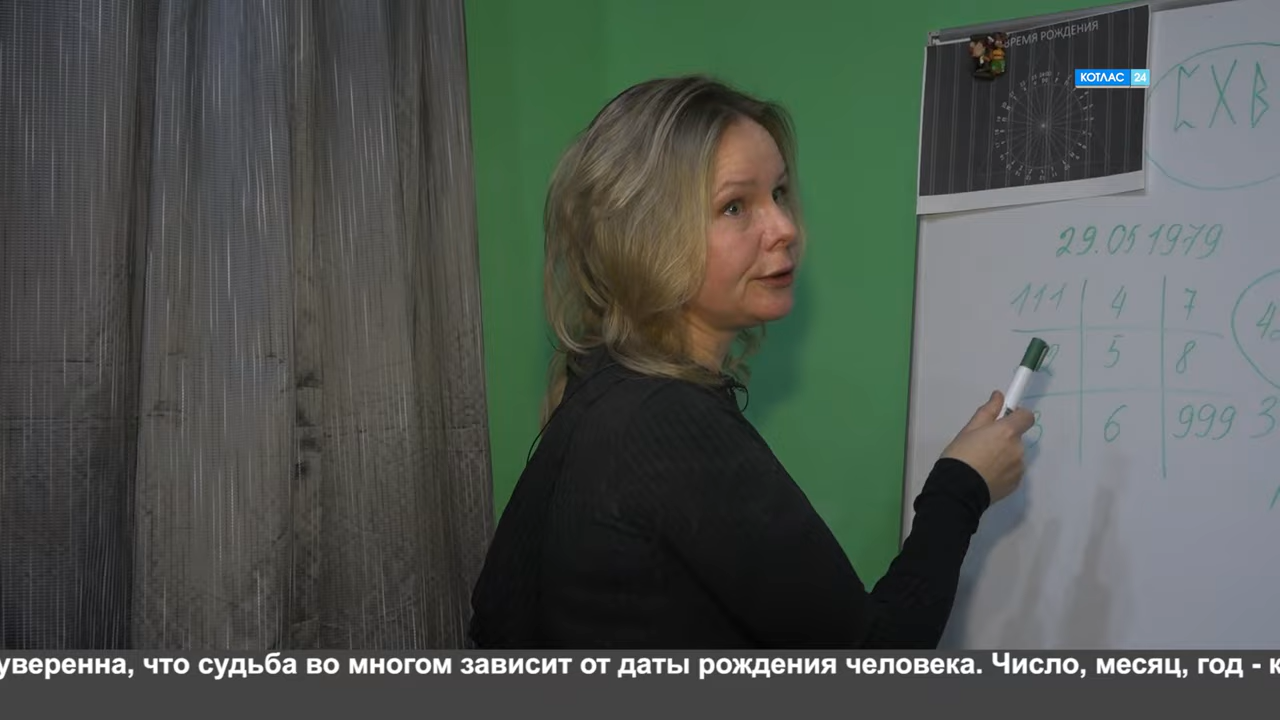 ВРЕМЯ РОЖДЕНИЯ
КОТЛАС 24
29.05 1979
111 4 7
5 8
3 6 999
уверенна, что судьба во многом зависит от даты рождения человека. Число, месяц, год -